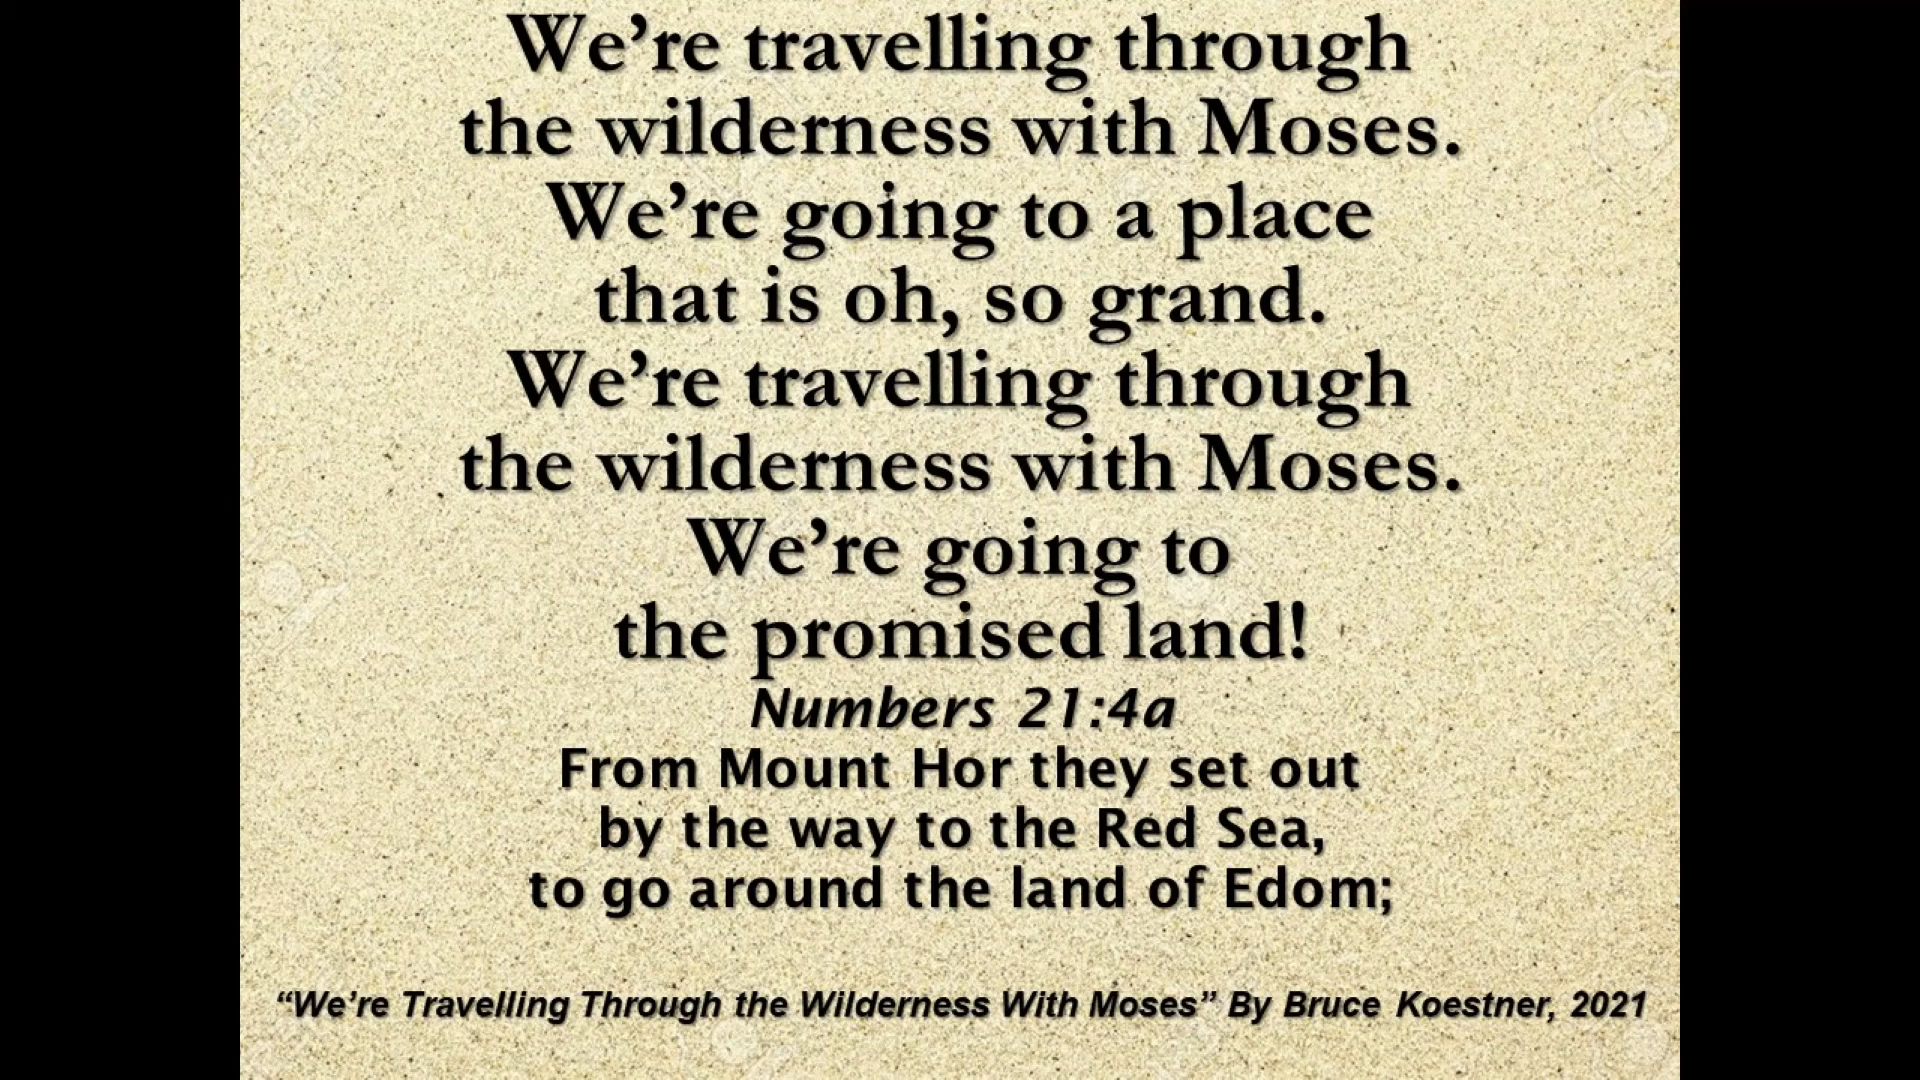 We’re travelling through
the wilderness with Moses.
We’re going to a place
that is oh, so grand.
We’re travelling through
the wilderness with Moses.
We’re going to
the promised land!
Numbers 21:4a
From Mount Hor they set out
by the way to the Red Sea,
to go around the land of Edom;
“We’re Travelling Through the Wilderness With Moses” By Bruce Koestner, 2021